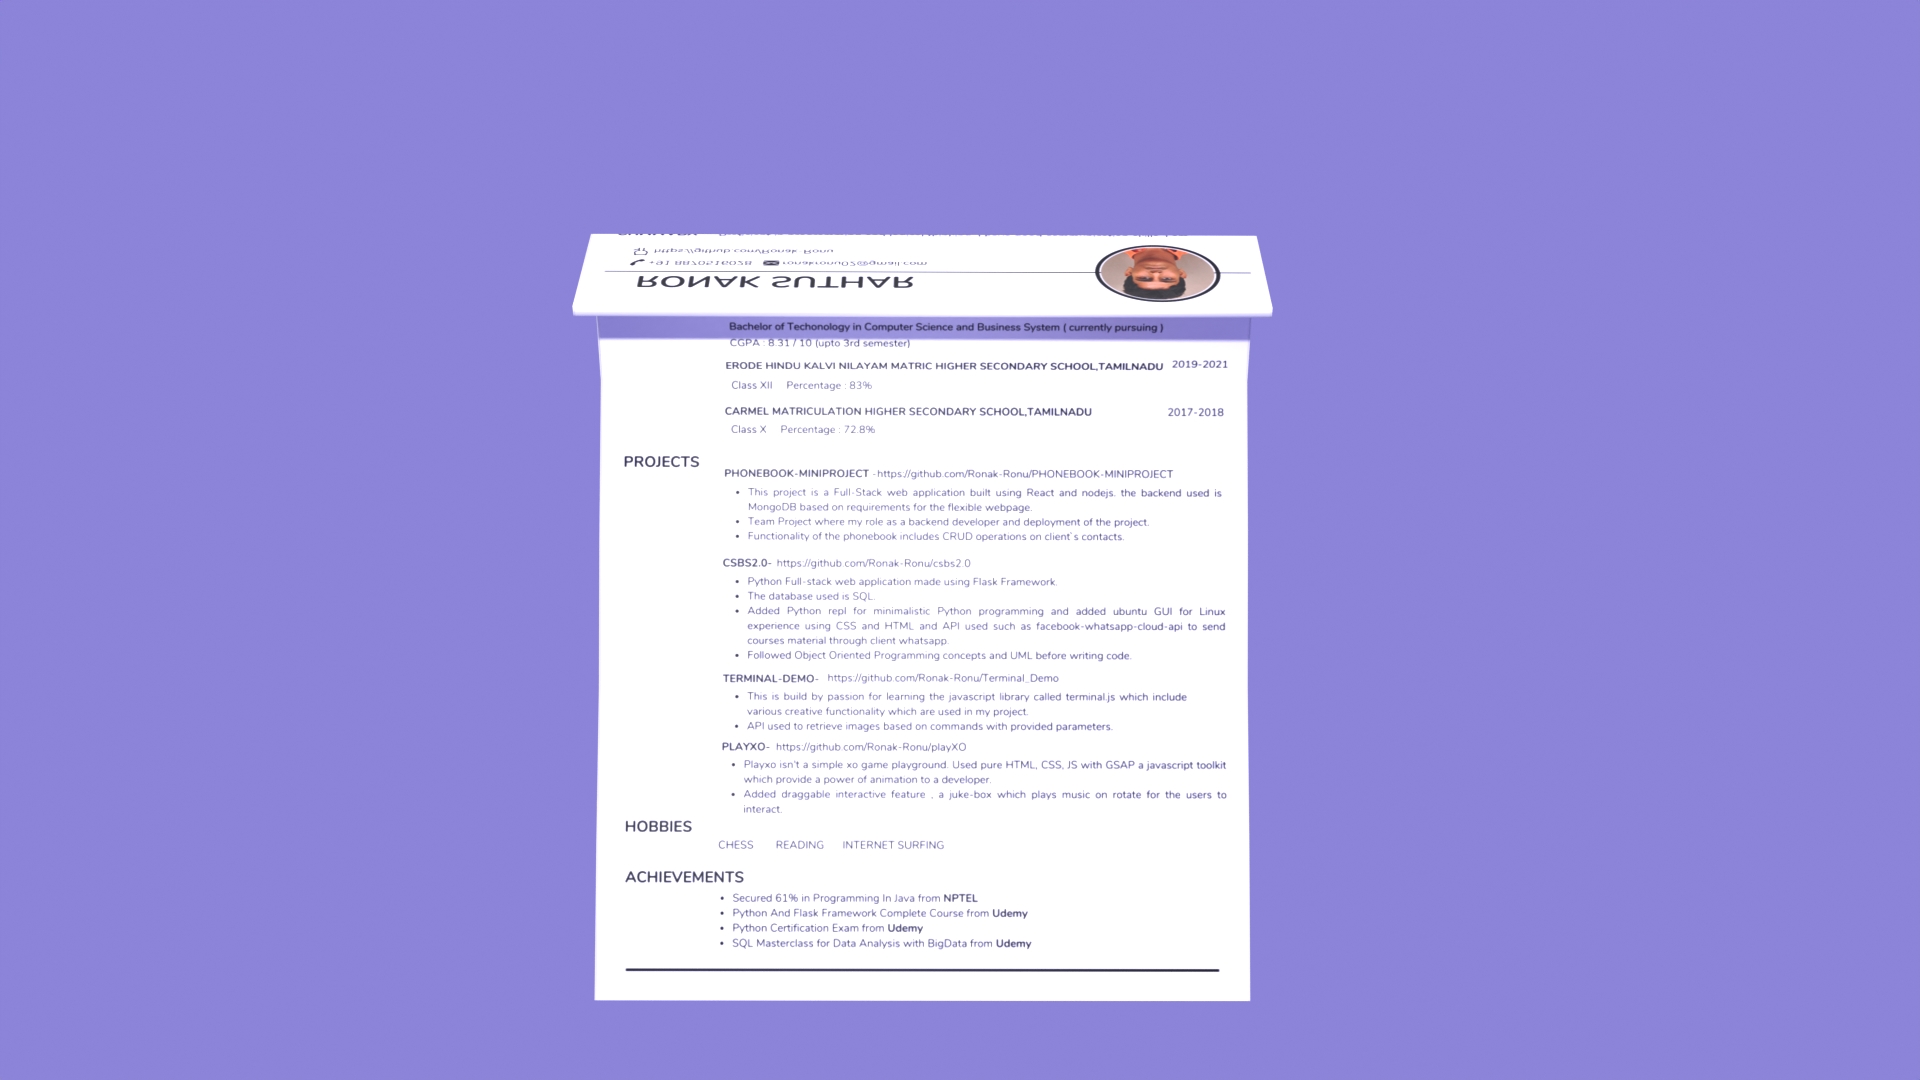 RONAK SUTHAR
ronakronu02@gmail.com
https://github.com/Ronak-Ronu
Bachelor of Techonology in Computer Science and Business System ( currently pursuing )
CGPA : 8.31 / 10 (upto 3rd semester)
ERODE HINDU KALVI NILAYAM MATRIC HIGHER SECONDARY SCHOOL,TAMILNADU 2019-2021
Class XII Percentage : 83%
CARMEL MATRICULATION HIGHER SECONDARY SCHOOL,TAMILNADU 2017-2018
Class X Percentage : 72.8%
PROJECTS
PHONEBOOK-MINIPROJECT -https://github.com/Ronak-Ronu/PHONEBOOK-MINIPROJECT
• This project is a Full-Stack web application built using React and nodejs. the backend used is
MongoDB based on requirements for the flexible webpage.
• Team Project where my role as a backend developer and deployment of the project.
• Functionality of the phonebook includes CRUD operations on client's contacts.
CSBS2.0- https://github.com/Ronak-Ronu/csbs2.0
• Python Full-stack web application made using Flask Framework.
• The database used is SQL.
• Added Python repl for minimalistic Python programming and added ubuntu GUI for Linux
experience using CSS and HTML and API used such as facebook-whatsapp-cloud-api to send
courses material through client whatsapp.
• Followed Object Oriented Programming concepts and UML before writing code.
TERMINAL-DEMO- https://github.com/Ronak-Ronu/Terminal_Demo
• This is build by passion for learning the javascript library called terminal.js which include
various creative functionality which are used in my project.
• API used to retrieve images based on commands with provided parameters.
PLAYXO- https://github.com/Ronak-Ronu/playXO
• Playxo isn't a simple xo game playground. Used pure HTML, CSS, JS with GSAP a javascript toolkit
which provide a power of animation to a developer.
• Added draggable interactive feature , a juke-box which plays music on rotate for the users to
interact.
HOBBIES
CHESS READING INTERNET SURFING
ACHIEVEMENTS
• Secured 61% in Programming In Java from NPTEL
• Python And Flask Framework Complete Course from Udemy
• Python Certification Exam from Udemy
• SQL Masterclass for Data Analysis with BigData from Udemy